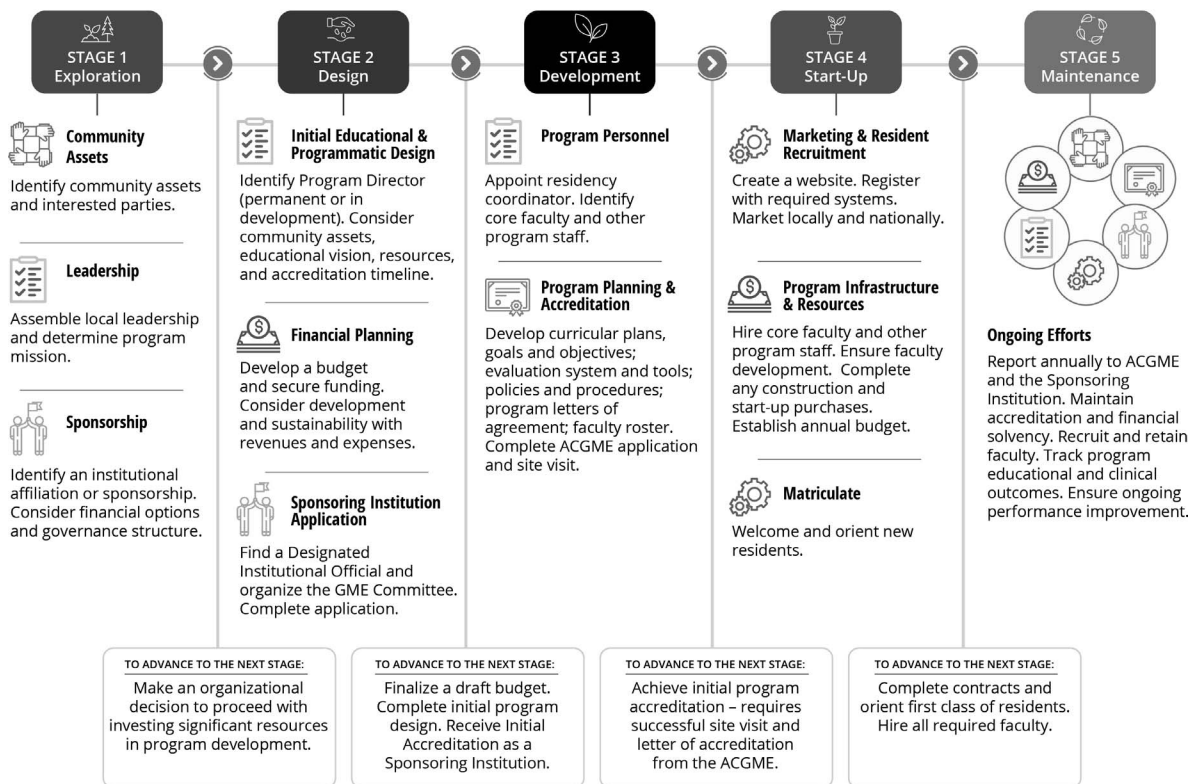 STAGE 1
Exploration
Community
Assets
Identify community assets
and interested parties.
Leadership
Assemble local leadership
and determine program
mission.
Sponsorship
Identify an institutional
affiliation or sponsorship.
Consider financial options
and governance structure.
TO ADVANCE TO THE NEXT STAGE:
Make an organizational
decision to proceed with
investing significant resources
in program development.
STAGE 2
Design
Initial Educational &
Programmatic Design
Identify Program Director
(permanent or in
development). Consider
community assets,
educational vision, resources,
and accreditation timeline.
Financial Planning
Develop a budget
and secure funding.
Consider development
and sustainability with
revenues and expenses.
Sponsoring Institution
Application
Find a Designated
Institutional Official and
organize the GME Committee.
Complete application.
TO ADVANCE TO THE NEXT STAGE:
Finalize a draft budget.
Complete initial program
design. Receive Initial
Accreditation as a
Sponsoring Institution.
STAGE 3
Development
Program Personnel
Appoint residency
coordinator. Identify
core faculty and other
program staff.
Program Planning &
Accreditation
Develop curricular plans,
goals and objectives;
evaluation system and tools;
policies and procedures;
program letters of
agreement; faculty roster.
Complete ACGME application
and site visit.
TO ADVANCE TO THE NEXT STAGE:
Achieve initial program
accreditation – requires
successful site visit and
letter of accreditation
from the ACGME.
STAGE 4
Start-Up
Marketing & Resident
Recruitment
Create a website. Register
with required systems.
Market locally and nationally.
Program Infrastructure
& Resources
Hire core faculty and other
program staff. Ensure faculty
development. Complete
any construction and
start-up purchases.
Establish annual budget.
Matriculate
Welcome and orient new
residents.
TO ADVANCE TO THE NEXT STAGE:
Complete contracts and
orient first class of residents.
Hire all required faculty.
STAGE 5
Maintenance
Ongoing Efforts
Report annually to ACGME
and the Sponsoring
Institution. Maintain
accreditation and financial
solvency. Recruit and retain
faculty. Track program
educational and clinical
outcomes. Ensure ongoing
performance improvement.